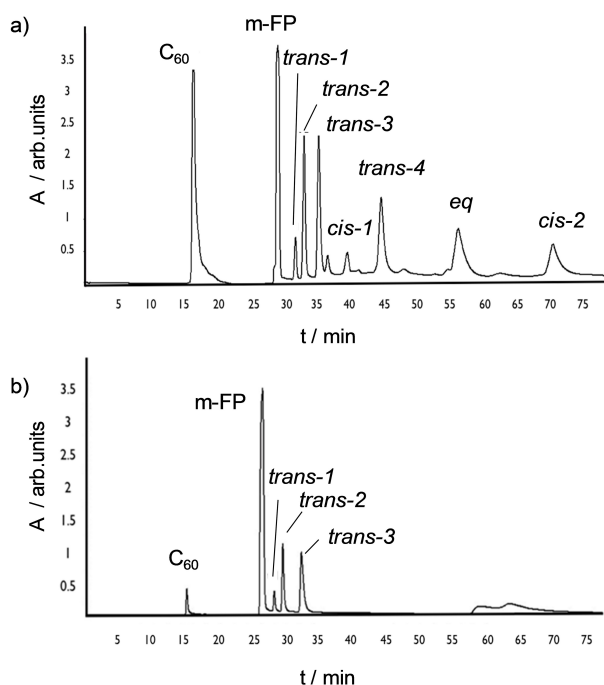 a)
m-FP
C₆₀
trans-1
trans-2
trans-3
trans-4
cis-1
eq
cis-2
A / arb.units
3.5
3
2.5
2
1.5
1
0.5
5 10 15 20 25 30 35 40 45 50 55 60 65 70 75
t / min
b)
m-FP
trans-1
trans-2
trans-3
C₆₀
A / arb.units
3.5
3
2.5
2
1.5
1
0.5
5 10 15 20 25 30 35 40 45 50 55 60 65 70 75
t / min